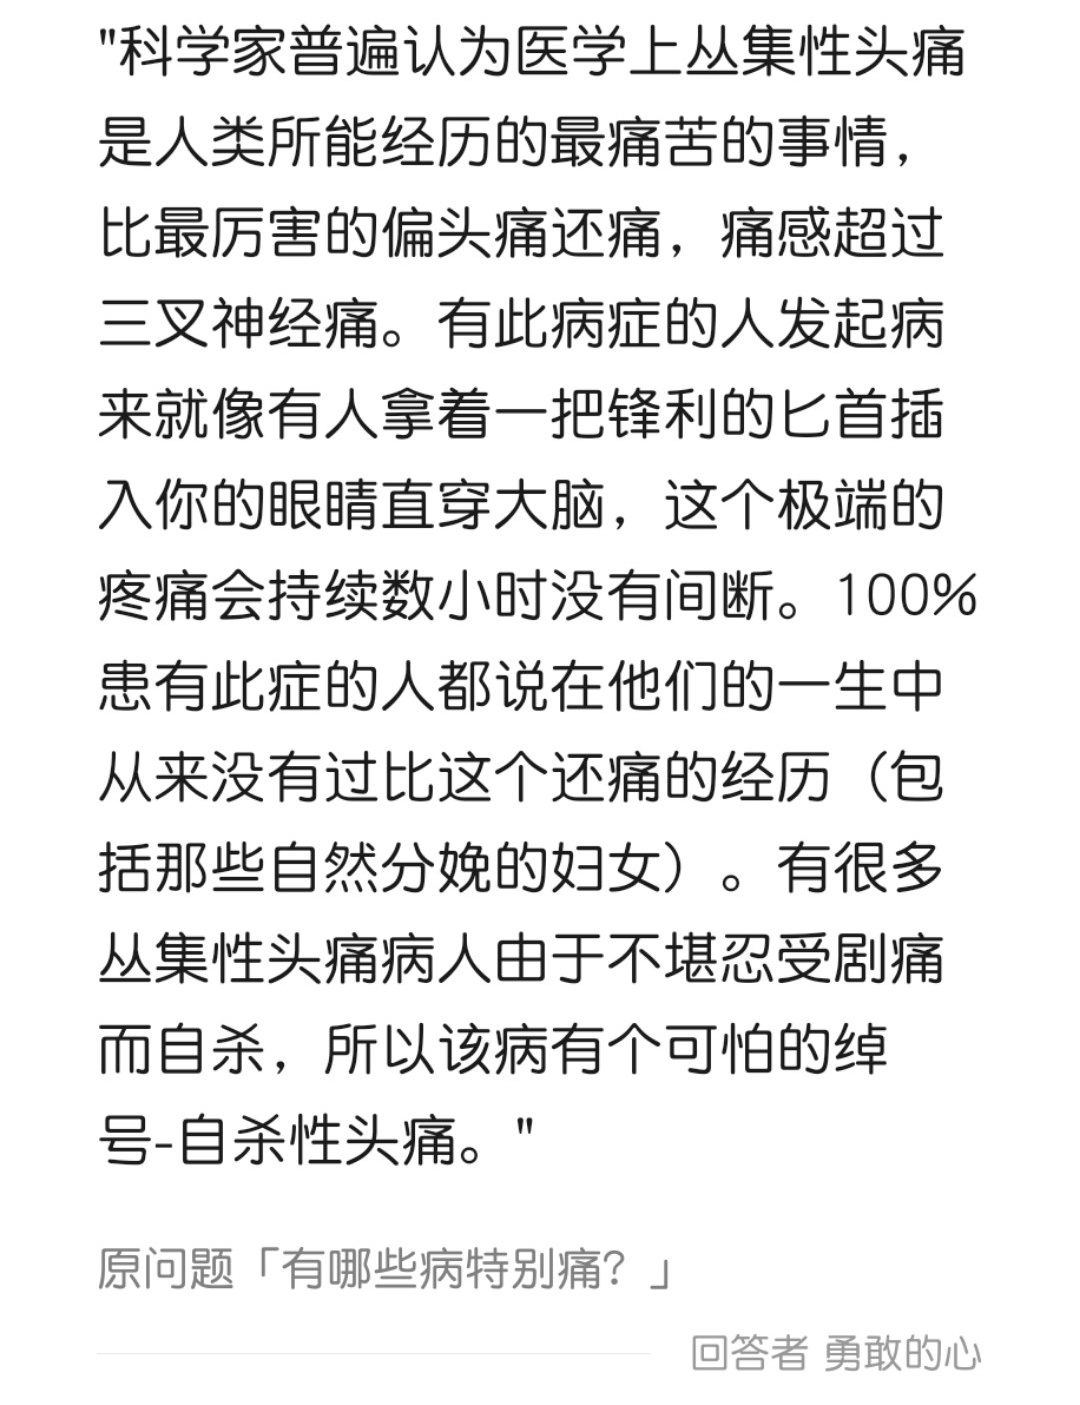 "科学家普遍认为医学上丛集性头痛
是人类所能经历的最痛苦的事情，
比最厉害的偏头痛还痛，痛感超过
三叉神经痛。有此病症的人发起病
来就像有人拿着一把锋利的匕首插
入你的眼睛直穿大脑，这个极端的
疼痛会持续数小时没有间断。100%
患有此症的人都说在他们的一生中
从来没有过比这个还痛的经历（包
括那些自然分娩的妇女）。有很多
丛集性头痛病人由于不堪忍受剧痛
而自杀，所以该病有个可怕的绰
号-自杀性头痛。"
原问题「有哪些病特别痛？」
回答者 勇敢的心